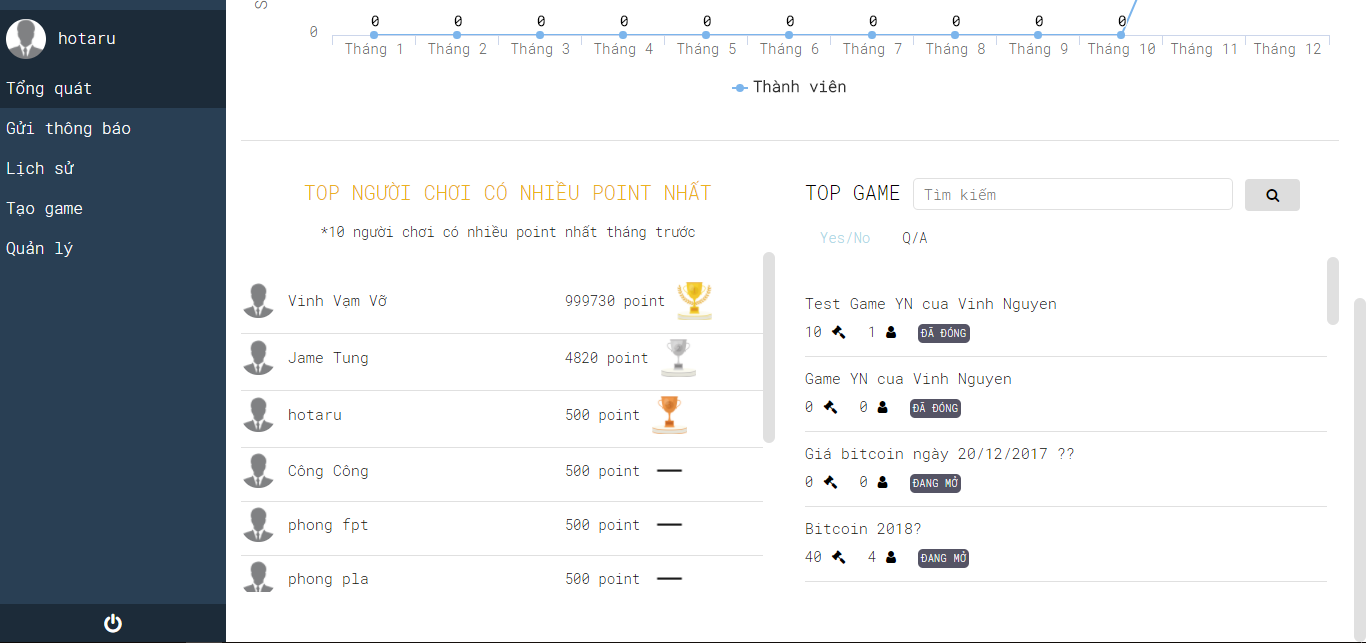 hotaru
Tổng quát
Gửi thông báo
Lịch sử
Tạo game
Quản lý
0 0 0 0 0 0 0 0 0 0
0
Tháng 1 Tháng 2 Tháng 3 Tháng 4 Tháng 5 Tháng 6 Tháng 7 Tháng 8 Tháng 9 Tháng 10 Tháng 11 Tháng 12
Thành viên
TOP NGƯỜI CHƠI CÓ NHIỀU POINT NHẤT
*10 người chơi có nhiều point nhất tháng trước
Vinh Vạm Vỡ 999730 point
Jame Tung 4820 point
hotaru 500 point
Công Công 500 point
phong fpt 500 point
phong pla 500 point
TOP GAME Tìm kiếm
Yes/No Q/A
Test Game YN cua Vinh Nguyen
10 1 ĐÃ ĐÓNG
Game YN cua Vinh Nguyen
0 0 ĐÃ ĐÓNG
Giá bitcoin ngày 20/12/2017 ??
0 0 ĐANG MỞ
Bitcoin 2018?
40 4 ĐANG MỞ